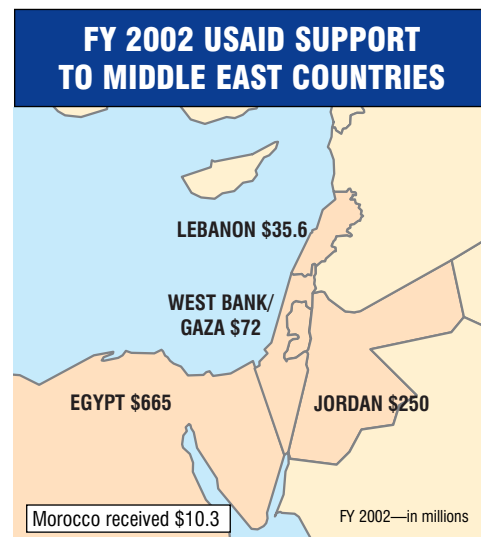 FY 2002 USAID SUPPORT
TO MIDDLE EAST COUNTRIES
LEBANON $35.6
WEST BANK/
GAZA $72
EGYPT $665
JORDAN $250
Morocco received $10.3
FY 2002—in millions